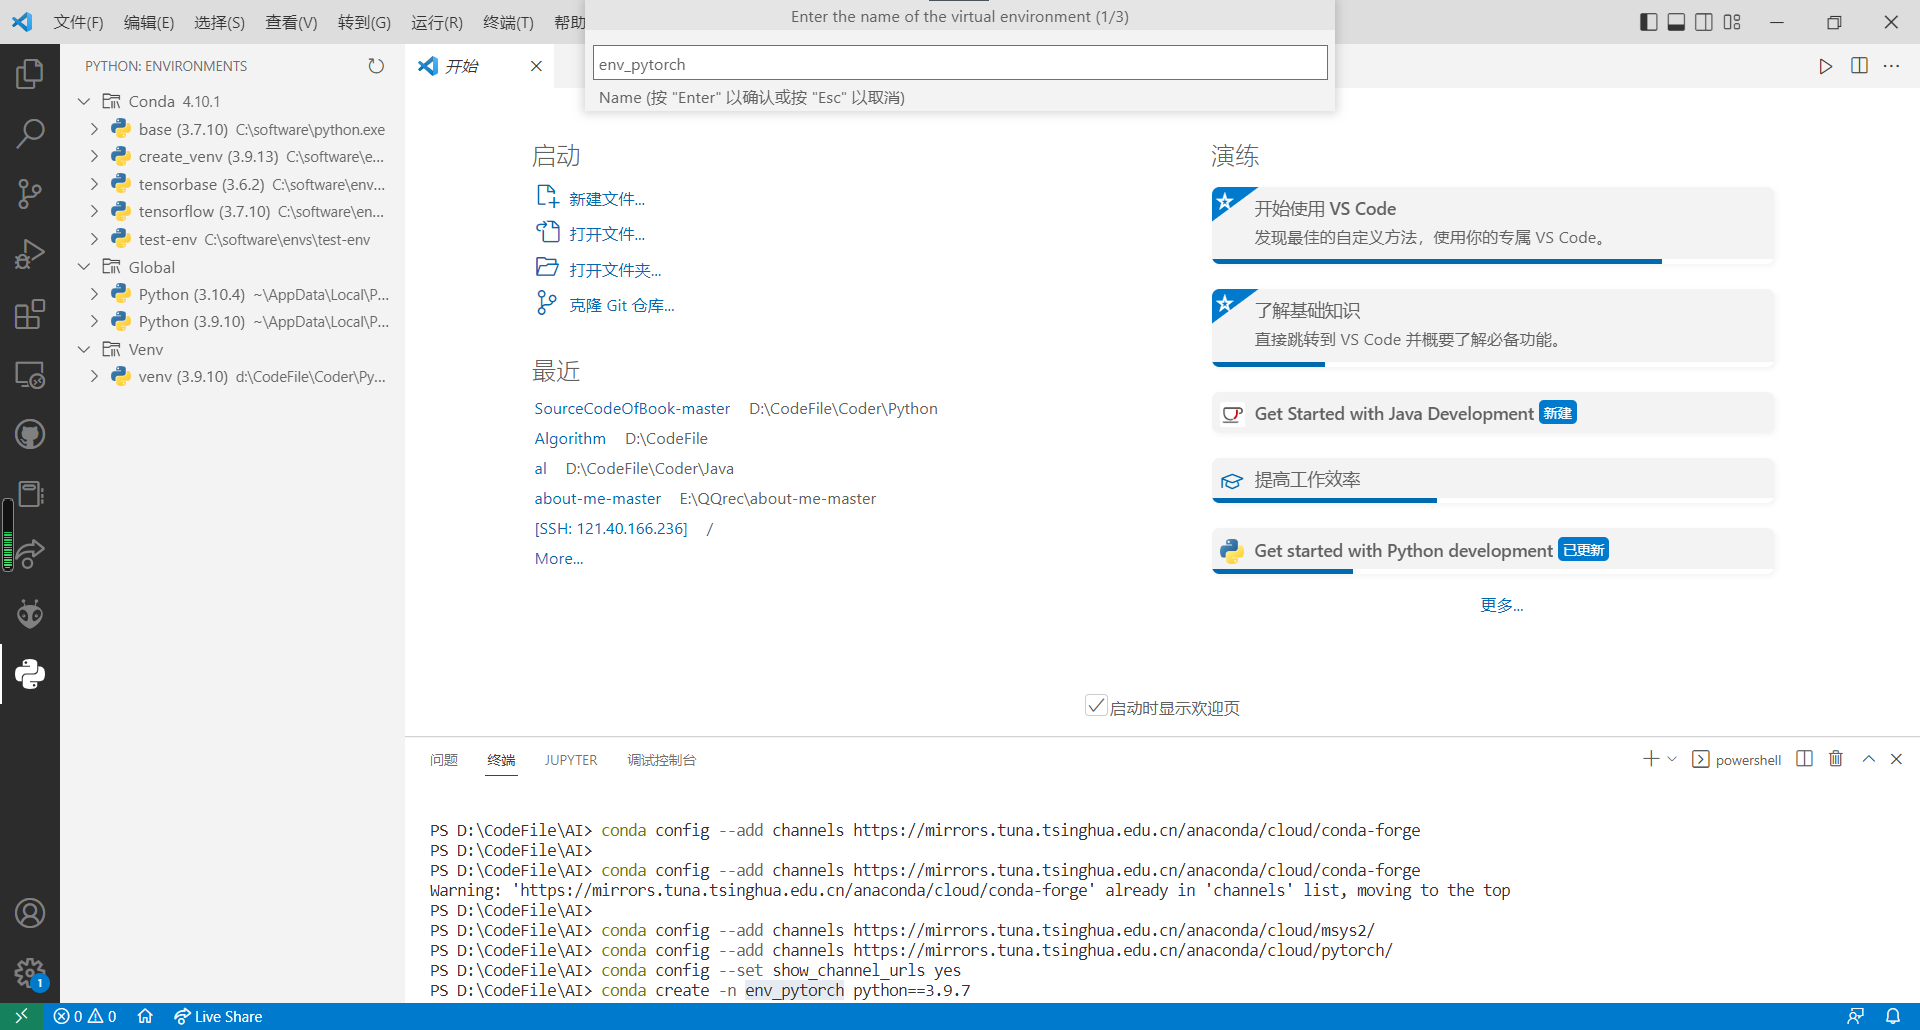 文件(F) 编辑(E) 选择(S) 查看(V) 转到(G) 运行(R) 终端(T) 帮助
Enter the name of the virtual environment (1/3)
env_pytorch
Name (按 "Enter" 以确认或按 "Esc" 以取消)
PYTHON: ENVIRONMENTS
Conda 4.10.1
base (3.7.10) C:\software\python.exe
create_venv (3.9.13) C:\software\e...
tensorbase (3.6.2) C:\software\env...
tensorflow (3.7.10) C:\software\en...
test-env C:\software\envs\test-env
Global
Python (3.10.4) ~\AppData\Local\P...
Python (3.9.10) ~\AppData\Local\P...
Venv
venv (3.9.10) d:\CodeFile\Coder\Py...
开始
启动
新建文件...
打开文件...
打开文件夹...
克隆 Git 仓库...
最近
SourceCodeOfBook-master D:\CodeFile\Coder\Python
Algorithm D:\CodeFile
al D:\CodeFile\Coder\Java
about-me-master E:\QQrec\about-me-master
[SSH: 121.40.166.236] /
More...
演练
开始使用 VS Code
发现最佳的自定义方法，使用你的专属 VS Code。
了解基础知识
直接跳转到 VS Code 并概要了解必备功能。
Get Started with Java Development 新建
提高工作效率
Get started with Python development 已更新
更多...
启动时显示欢迎页
问题 终端 JUPYTER 调试控制台
powershell
PS D:\CodeFile\AI> conda config --add channels https://mirrors.tuna.tsinghua.edu.cn/anaconda/cloud/conda-forge
PS D:\CodeFile\AI>
PS D:\CodeFile\AI> conda config --add channels https://mirrors.tuna.tsinghua.edu.cn/anaconda/cloud/conda-forge
Warning: 'https://mirrors.tuna.tsinghua.edu.cn/anaconda/cloud/conda-forge' already in 'channels' list, moving to the top
PS D:\CodeFile\AI>
PS D:\CodeFile\AI> conda config --add channels https://mirrors.tuna.tsinghua.edu.cn/anaconda/cloud/msys2/
PS D:\CodeFile\AI> conda config --add channels https://mirrors.tuna.tsinghua.edu.cn/anaconda/cloud/pytorch/
PS D:\CodeFile\AI> conda config --set show_channel_urls yes
PS D:\CodeFile\AI> conda create -n env_pytorch python==3.9.7
1
0 0 Live Share